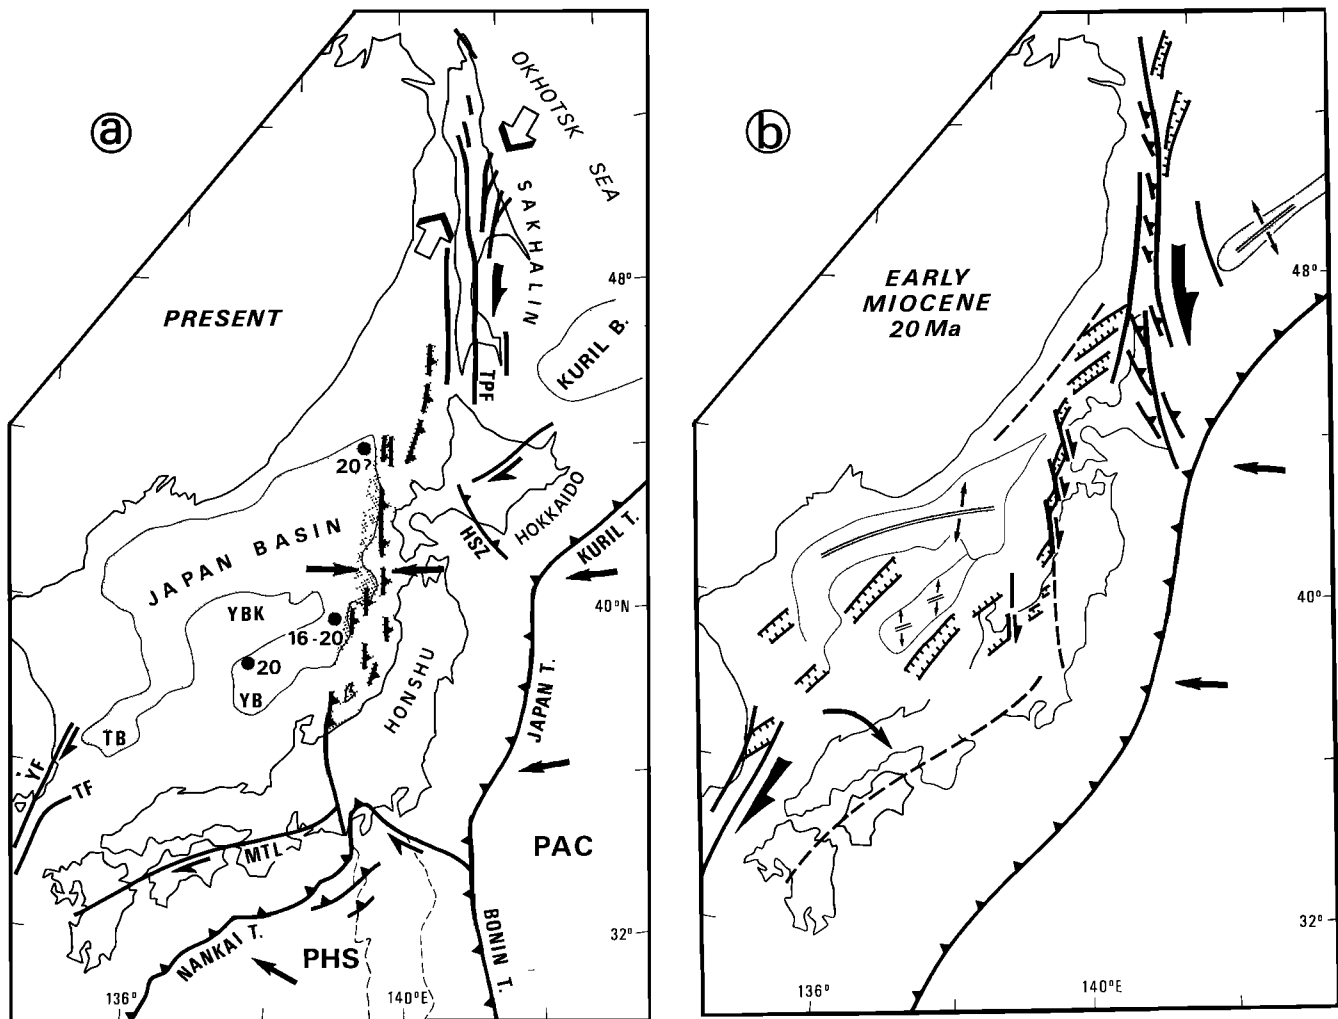 a
OKHOTSK SEA
SAKHALIN
PRESENT
48°
KURIL B.
TPF
20?
JAPAN BASIN
HOKKAIDO
HSZ
KURIL T.
YBK
40°N
16-20
20
YB
HONSHU
JAPAN T.
TB
YF
TF
MTL
PAC
NANKAI T.
PHS
BONIN T.
32°
136°
140°E
b
EARLY
MIOCENE
20 Ma
48°
40°
32°
136°
140°E